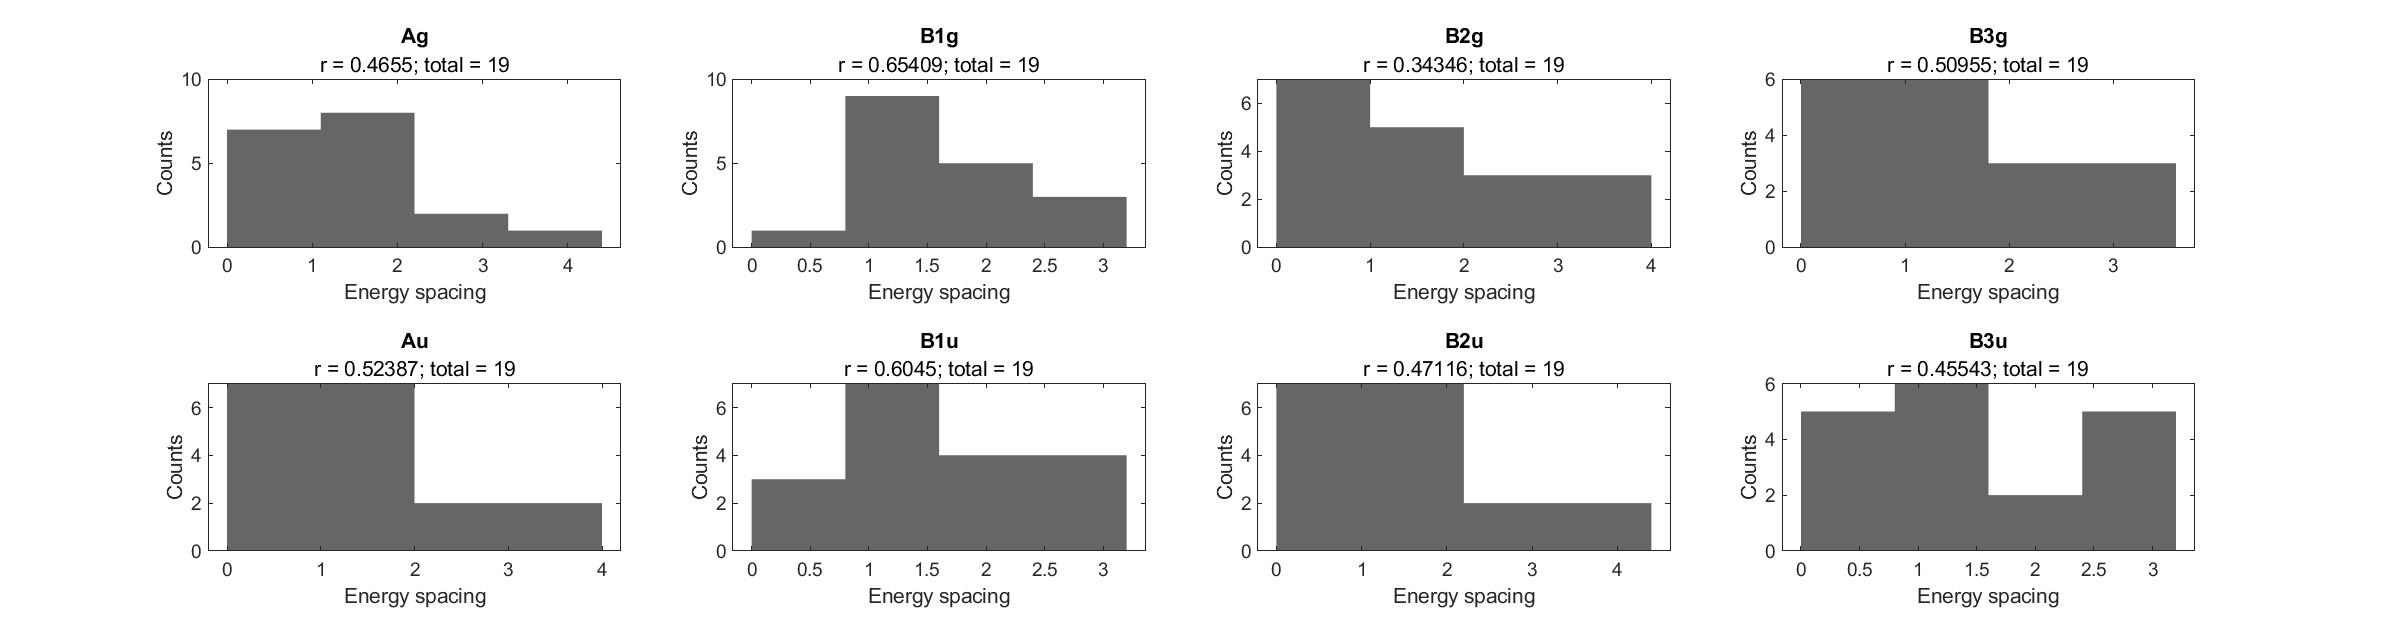 Ag
r = 0.4655; total = 19
10
5
0
Counts
0 1 2 3 4
Energy spacing
B1g
r = 0.65409; total = 19
10
5
0
Counts
0 0.5 1 1.5 2 2.5 3
Energy spacing
B2g
r = 0.34346; total = 19
6
4
2
0
Counts
0 1 2 3 4
Energy spacing
B3g
r = 0.50955; total = 19
6
4
2
0
Counts
0 1 2 3
Energy spacing
Au
r = 0.52387; total = 19
6
4
2
0
Counts
0 1 2 3 4
Energy spacing
B1u
r = 0.6045; total = 19
6
4
2
0
Counts
0 0.5 1 1.5 2 2.5 3
Energy spacing
B2u
r = 0.47116; total = 19
6
4
2
0
Counts
0 1 2 3 4
Energy spacing
B3u
r = 0.45543; total = 19
6
4
2
0
Counts
0 0.5 1 1.5 2 2.5 3
Energy spacing